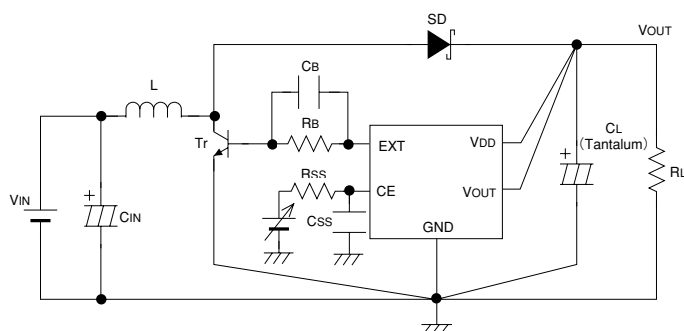 SD
VOUT
CB
L
CL
(Tantalum)
RB
VDD
Tr
EXT
RL
RSS
+
+
VIN
CE
VOUT
CIN
CSS
GND